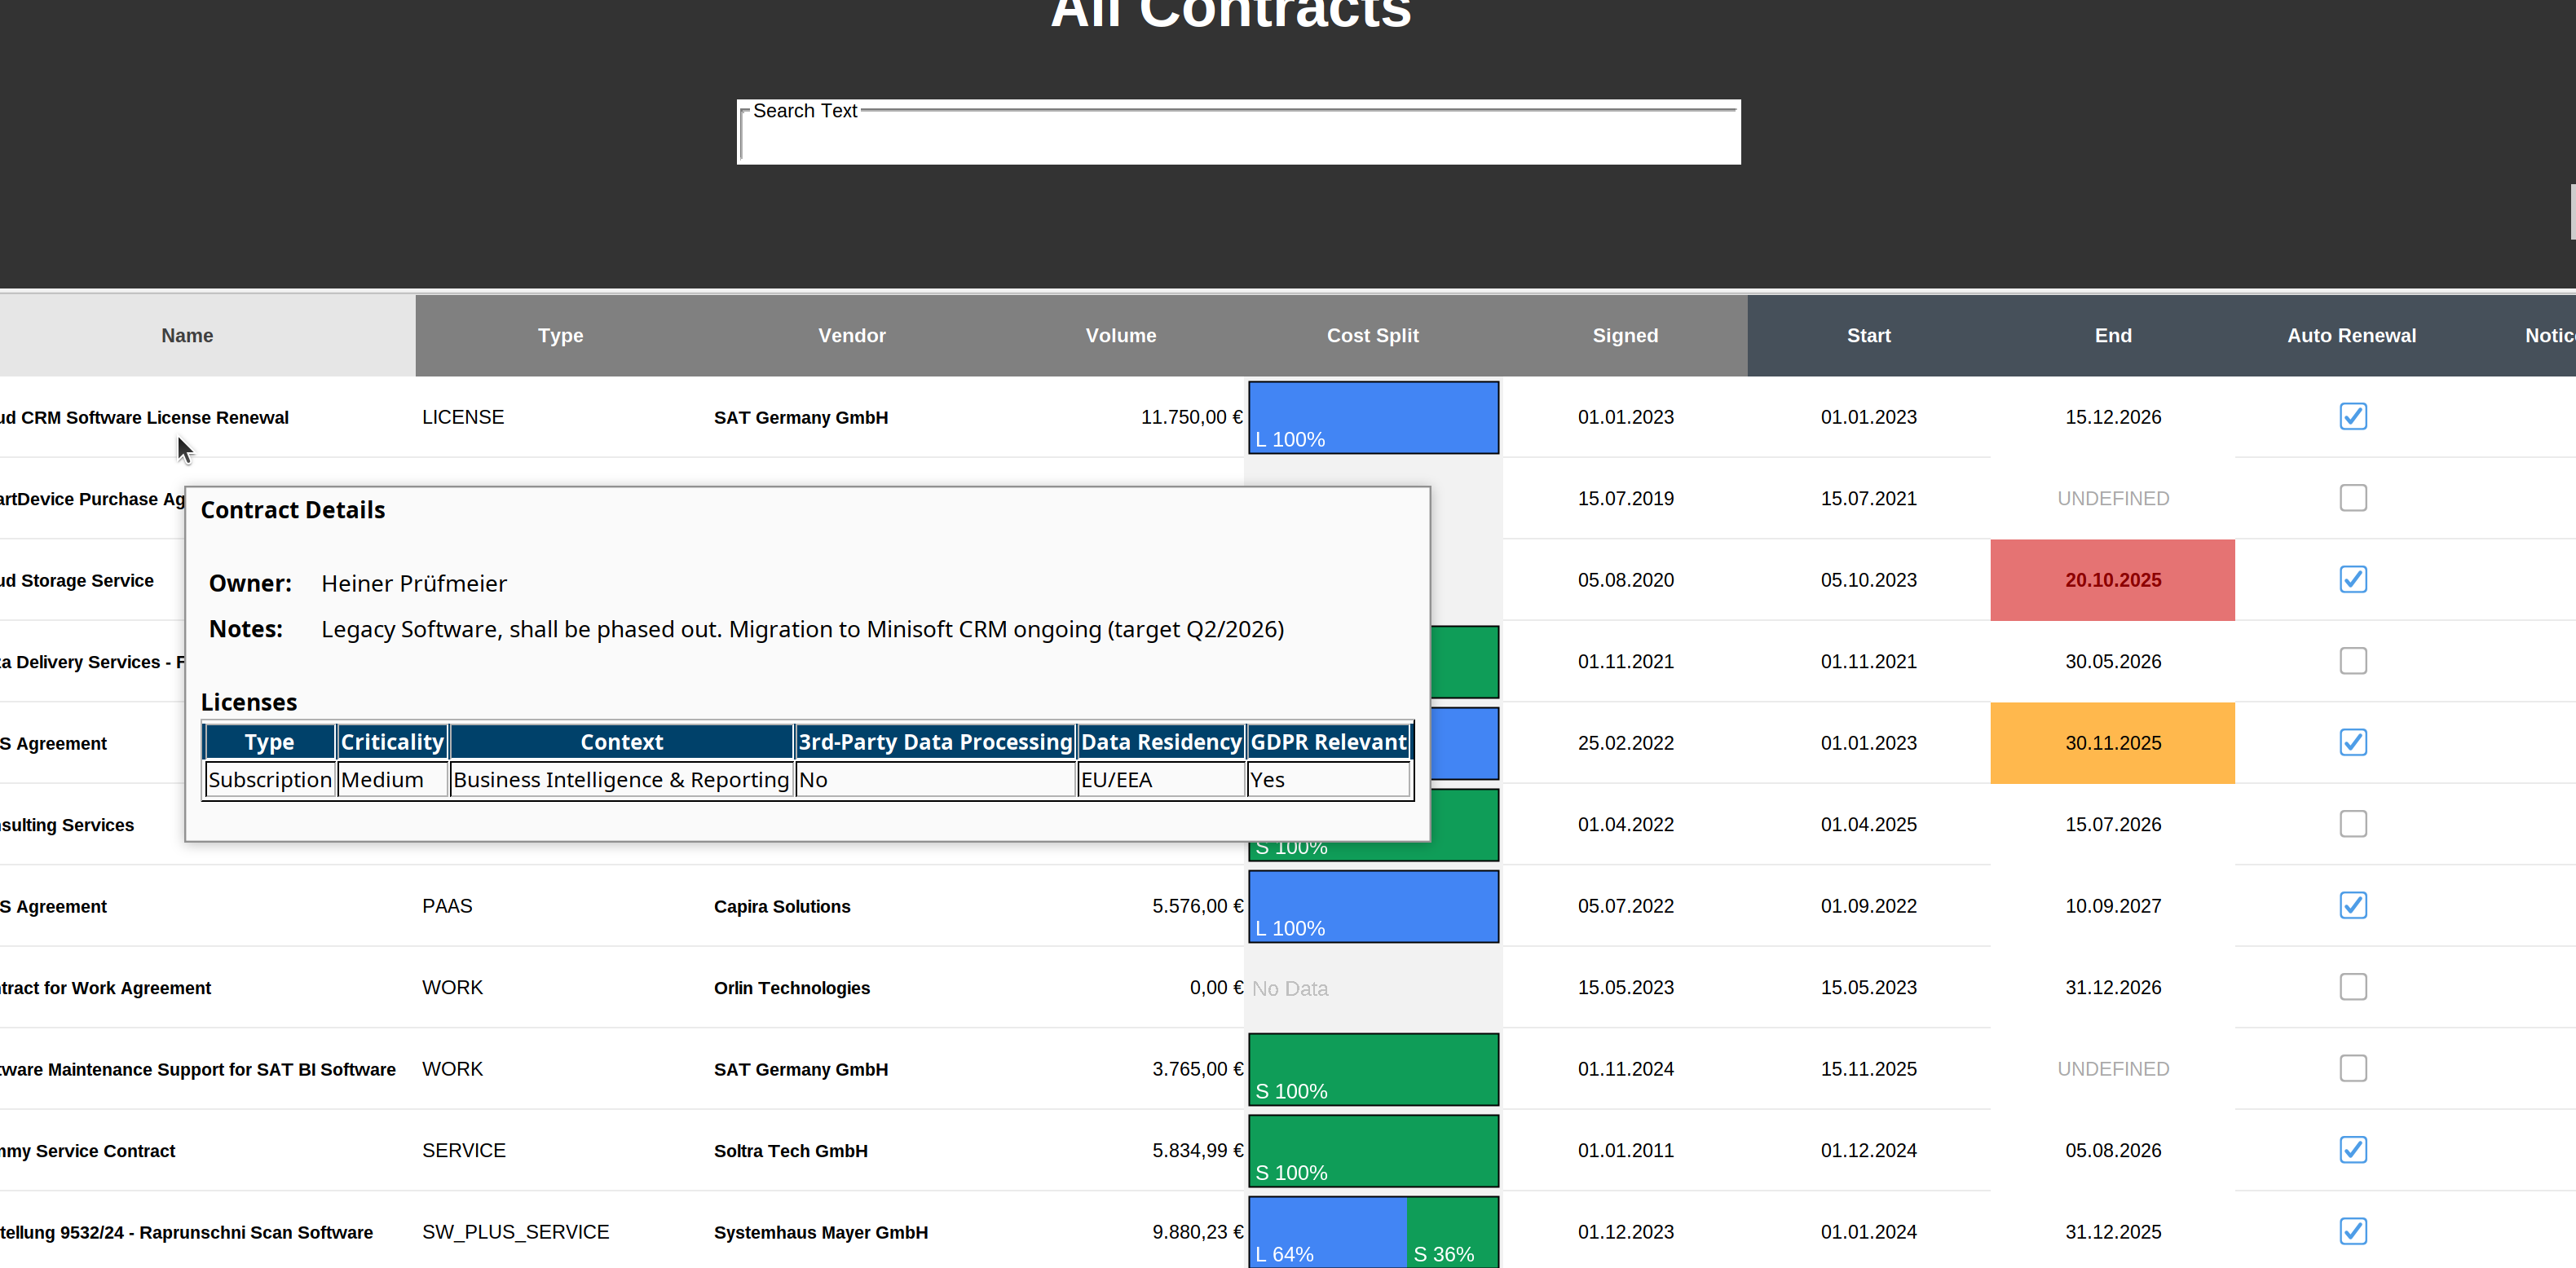 All Contracts
Search Text
Name Type Vendor Volume Cost Split Signed Start End Auto Renewal
CRM Software License Renewal LICENSE SAT Germany GmbH 11.750,00 € L 100% 01.01.2023 01.01.2023 15.12.2026
Purchase 15.07.2019 15.07.2021 UNDEFINED
Storage Service 05.08.2020 05.10.2023 20.10.2025
Delivery Services - 01.11.2021 01.11.2021 30.05.2026
Agreement 25.02.2022 01.01.2023 30.11.2025
Services S 100% 01.04.2022 01.04.2025 15.07.2026
Agreement PAAS Capira Solutions 5.576,00 € L 100% 05.07.2022 01.09.2022 10.09.2027
for Work Agreement WORK Orlin Technologies 0,00 € No Data 15.05.2023 15.05.2023 31.12.2026
Maintenance Support for SAT BI Software WORK SAT Germany GmbH 3.765,00 € S 100% 01.11.2024 15.11.2025 UNDEFINED
Service Contract SERVICE Soltra Tech GmbH 5.834,99 € S 100% 01.01.2011 01.12.2024 05.08.2026
9532/24 - Raprunschni Scan Software SW_PLUS_SERVICE Systemhaus Mayer GmbH 9.880,23 € L 64% S 36% 01.12.2023 01.01.2024 31.12.2025
Contract Details
Owner: Heiner Prüfmeier
Notes: Legacy Software, shall be phased out. Migration to Minisoft CRM ongoing (target Q2/2026)
Licenses
Type Criticality Context 3rd-Party Data Processing Data Residency GDPR Relevant
Subscription Medium Business Intelligence & Reporting No EU/EEA Yes